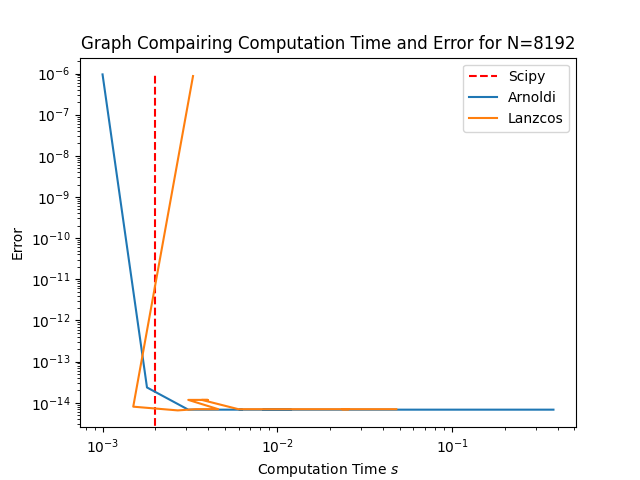 Graph Compairing Computation Time and Error for N=8192
Scipy
Arnoldi
Lanzcos
Error
10⁻⁶
10⁻⁷
10⁻⁸
10⁻⁹
10⁻¹⁰
10⁻¹¹
10⁻¹²
10⁻¹³
10⁻¹⁴
10⁻³
10⁻²
10⁻¹
Computation Time s